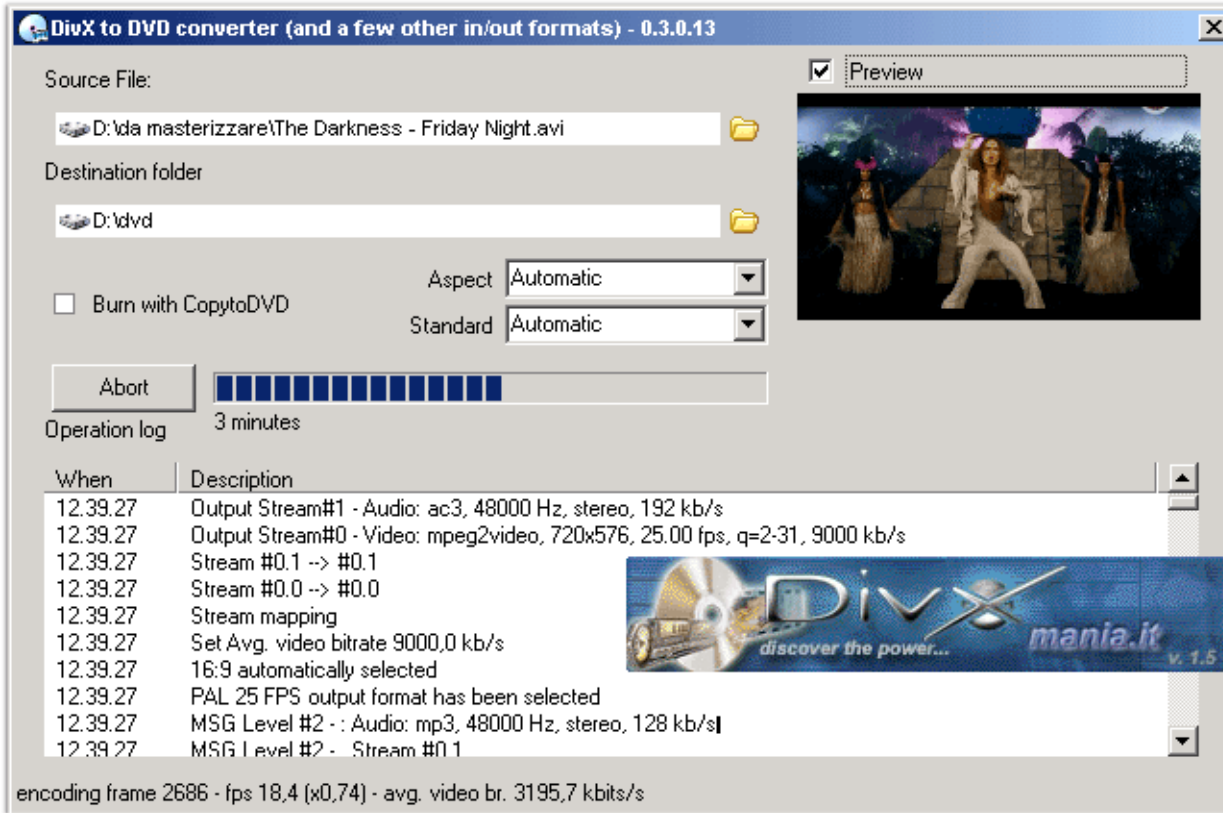 DivX to DVD converter (and a few other in/out formats) - 0.3.0.13
Source File:
Preview
D:\da masterizzare\The Darkness - Friday Night.avi
Destination folder
D:\dvd
Aspect
Automatic
Burn with CopytoDVD
Standard
Automatic
Abort
3 minutes
Operation log
When Description
12.39.27 Output Stream#1 - Audio: ac3, 48000 Hz, stereo, 192 kb/s
12.39.27 Output Stream#0 - Video: mpeg2video, 720x576, 25.00 fps, q=2-31, 9000 kb/s
12.39.27 Stream #0.1 --> #0.1
12.39.27 Stream #0.0 --> #0.0
12.39.27 Stream mapping
12.39.27 Set Avg. video bitrate 9000,0 kb/s
12.39.27 16:9 automatically selected
12.39.27 PAL 25 FPS output format has been selected
12.39.27 MSG Level #2 - : Audio: mp3, 48000 Hz, stereo, 128 kb/s
12.39.27 MSG Level #2 - Stream #0.1
DivX
mania.it
discover the power...
v. 1.5
encoding frame 2686 - fps 18,4 (x0,74) - avg. video br. 3195,7 kbits/s